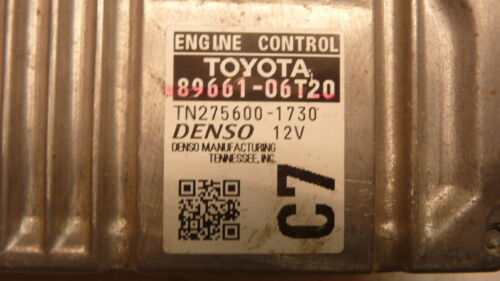 ENGINE CONTROL
TOYOTA
89661-06T20
TN275600-1730
DENSO 12V
DENSO MANUFACTURING
TENNESSEE, INC.
C7